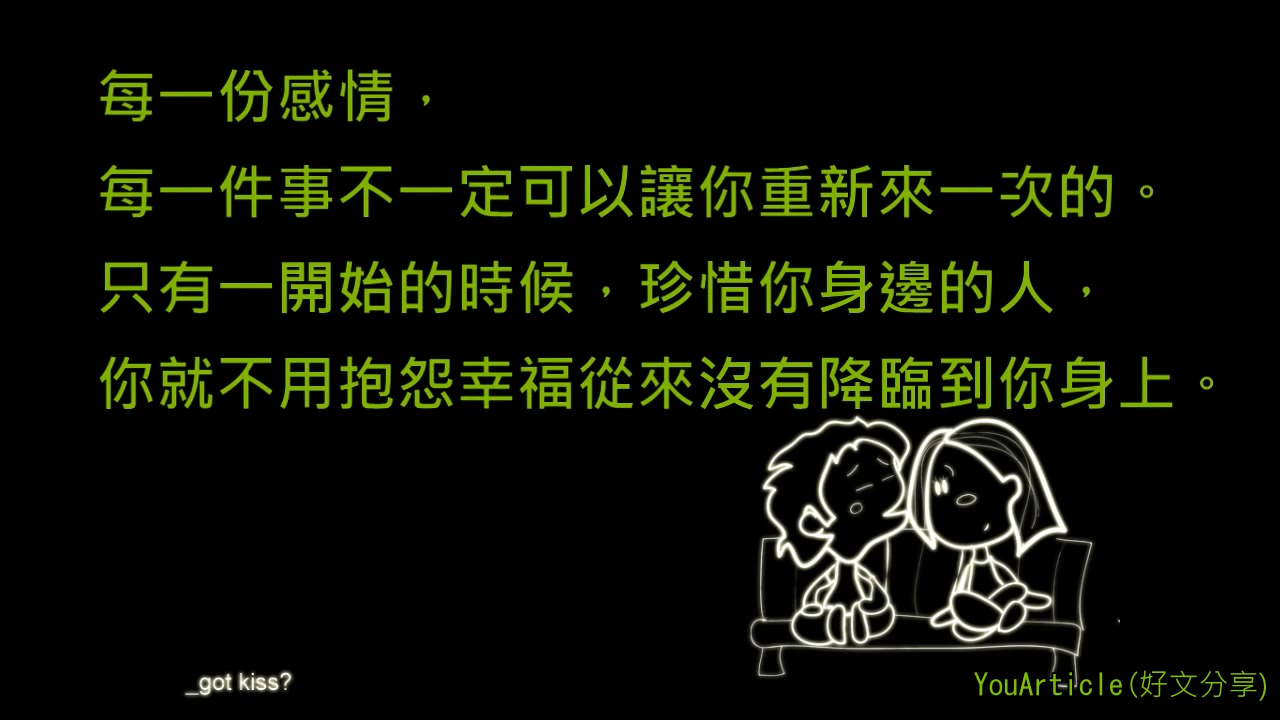 每一份感情，
每一件事不一定可以讓你重新來一次的。
只有一開始的時候，珍惜你身邊的人，
你就不用抱怨幸福從來沒有降臨到你身上。
_got kiss?
YouArticle(好文分享)